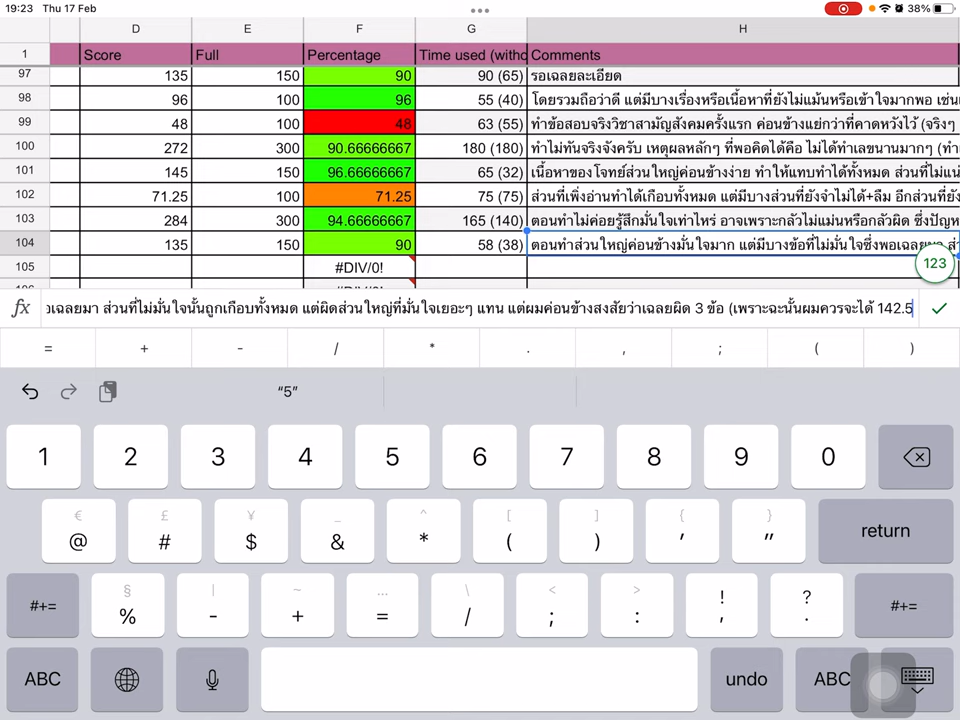 19:23 Thu 17 Feb
38%
D E F G H
1 Score Full Percentage Time used (witho Comments
97 135 150 90 90 (65) รอเฉลยละเอียด
98 96 100 96 55 (40) โดยรวมถือว่าดี แต่มีบางเรื่องหรือเนื้อหาที่ยังไม่แม้นหรือเข้าใจมากพอ เช่น
99 48 100 48 63 (55) ทำข้อสอบจริงวิชาสามัญสังคมครั้งแรก ค่อนข้างแย่กว่าที่คาดหวังไว้ (จริงๆ
100 272 300 90.66666667 180 (180) ทำไม่ทันจริงจังครับ เหตุผลหลักๆ ที่พอคิดได้คือ ไม่ได้ทำเลขนานมากๆ (ทำ
101 145 150 96.66666667 65 (32) เนื้อหาของโจทย์ส่วนใหญ่ค่อนข้างง่าย ทำให้แทบทำได้ทั้งหมด ส่วนที่ไม่แน่
102 71.25 100 71.25 75 (75) ส่วนที่เพิ่งอ่านทำได้เกือบทั้งหมด แต่มีบางส่วนที่ยังจำไม่ได้+ลืม อีกส่วนที่ยัง
103 284 300 94.66666667 165 (140) ตอนทำไม่ค่อยรู้สึกมั่นใจเท่าไหร่ อาจเพราะกลัวไม่แม่นหรือกลัวผิด ซึ่งปัญห
104 135 150 90 58 (38) ตอนทำส่วนใหญ่ค่อนข้างมั่นใจมาก แต่มีบางข้อที่ไม่มั่นใจซึ่งพอเฉลยมา ส่ว
105 #DIV/0!
123
#DIV/0!
fx เฉลยมา ส่วนที่ไม่มั่นใจนั้นถูกเกือบทั้งหมด แต่ผิดส่วนใหญ่ที่มั่นใจเยอะๆ แทน แต่ผมค่อนข้างสงสัยว่าเฉลยผิด 3 ข้อ (เพราะฉะนั้นผมควรจะได้ 142.5
= + - / * . , ; ( )
“5”
1 2 3 4 5 6 7 8 9 0
€ £ ¥ _ ^ [ ] { }
@ # $ & * ( ) ' " return
§ | ~ … \ < > ! ?
#+= % - + = / ; : , . #+=
ABC undo ABC